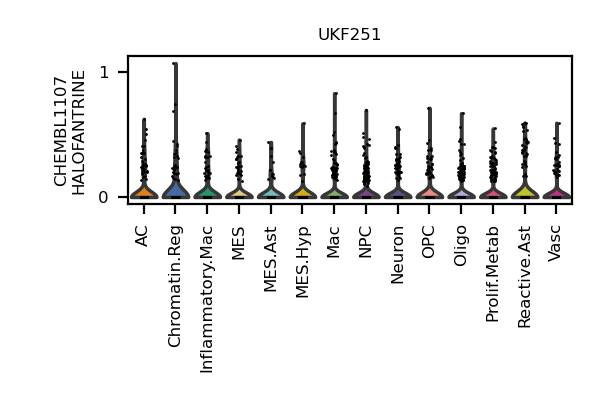 UKF251
CHEMBL1107
HALOFANTRINE
1
0
AC
Chromatin.Reg
Inflammatory.Mac
MES
MES.Ast
MES.Hyp
Mac
NPC
Neuron
OPC
Oligo
Prolif.Metab
Reactive.Ast
Vasc